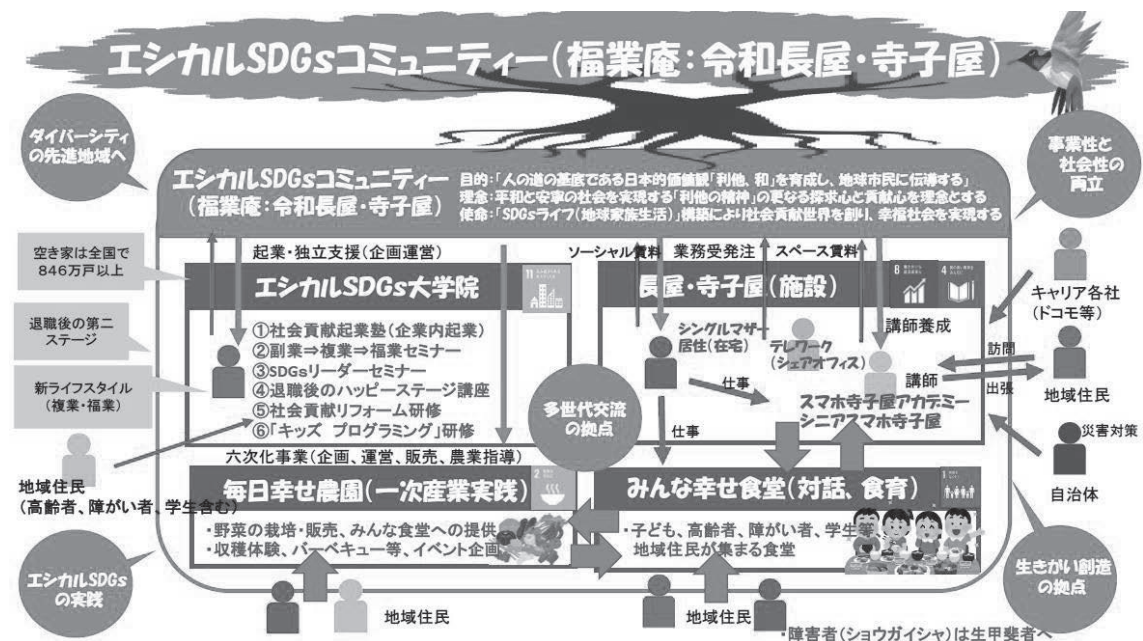 エシカルSDGsコミュニティー(福業庵:令和長屋・寺子屋)
ダイバーシティ
の先進地域へ
事業性と
社会性の
両立
エシカルSDGsコミュニティー
(福業庵:令和長屋・寺子屋)
目的:「人の道の基底である日本的価値観「利他、和」を育成し、地球市民に伝導する」
理念:平和と安寧の社会を実現する「利他の精神」の更なる探求心と貢献心を理念とする
使命:「SDGsライフ(地球家族生活)」構築により社会貢献世界を創り、幸福社会を実現する
空き家は全国で
846万戸以上
退職後の第二
ステージ
新ライフスタイル
(複業・福業)
起業・独立支援(企画運営)
ソーシャル賃料
業務受発注
スペース賃料
エシカルSDGs大学院
11
①社会貢献起業塾(企業内起業)
②副業⇒複業⇒福業セミナー
③SDGsリーダーセミナー
④退職後のハッピーステージ講座
⑤社会貢献リフォーム研修
⑥「キッズ プログラミング」研修
長屋・寺子屋(施設)
8
4
シングルマザー
居住(在宅)
テレワーク
(シェアオフィス)
講師養成
講師
仕事
スマホ寺子屋アカデミー
シニアスマホ寺子屋
仕事
キャリア各社
(ドコモ等)
訪問
出張
地域住民
災害対策
自治体
多世代交流
の拠点
地域住民
(高齢者、障がい者、学生含む)
六次化事業(企画、運営、販売、農業指導)
毎日幸せ農園(一次産業実践)
2
・野菜の栽培・販売、みんな食堂への提供
・収穫体験、バーベキュー等、イベント企画
みんな幸せ食堂(対話、食育)
1
・子ども、高齢者、障がい者、学生等
地域住民が集まる食堂
エシカルSDGs
の実践
生きがい創造
の拠点
地域住民
地域住民
・障害者(ショウガイシャ)は生甲斐者へ